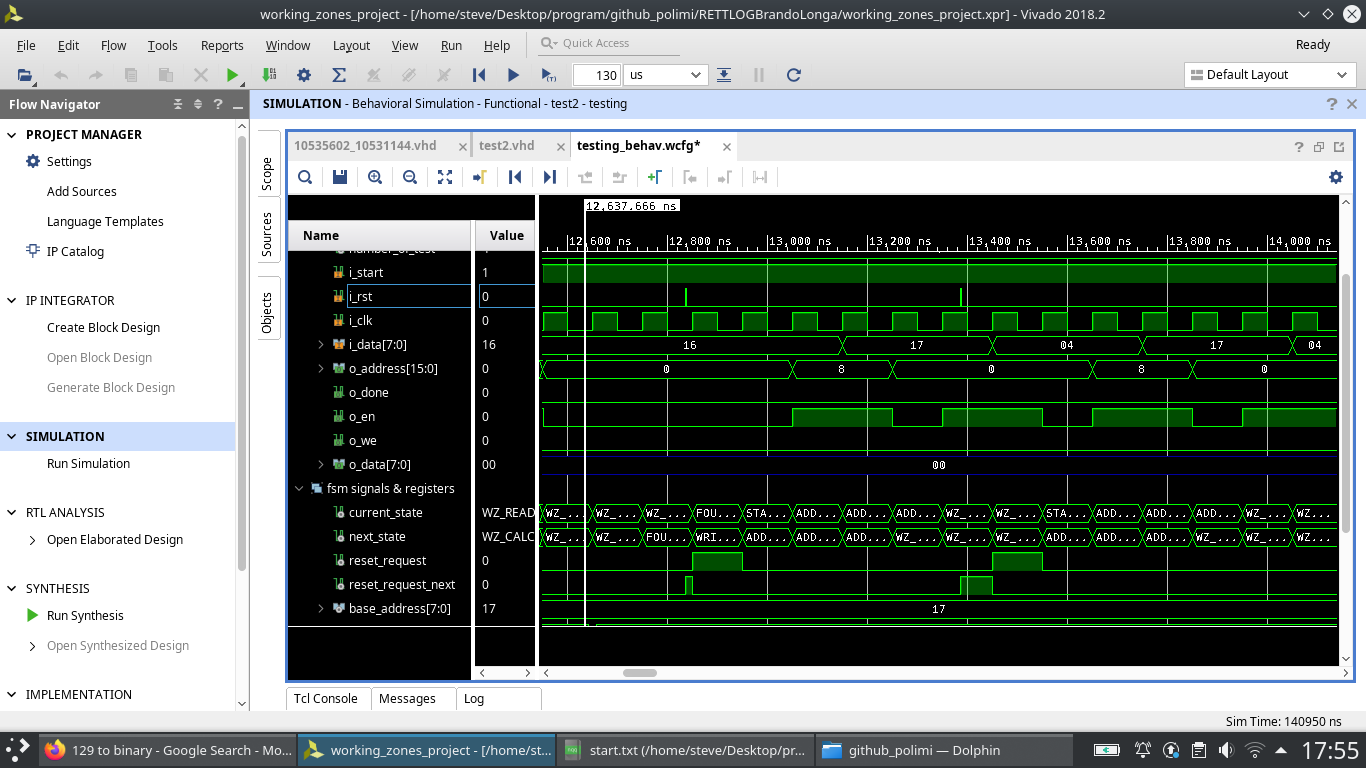 working_zones_project - [/home/steve/Desktop/program/github_polimi/RETTLOGBrandoLonga/working_zones_project.xpr] - Vivado 2018.2
File Edit Flow Tools Reports Window Layout View Run Help Quick Access Ready
130 us Default Layout
Flow Navigator
SIMULATION - Behavioral Simulation - Functional - test2 - testing
PROJECT MANAGER
Settings
Add Sources
Language Templates
IP Catalog
IP INTEGRATOR
Create Block Design
Open Block Design
Generate Block Design
SIMULATION
Run Simulation
RTL ANALYSIS
Open Elaborated Design
SYNTHESIS
Run Synthesis
Open Synthesized Design
IMPLEMENTATION
Scope
Sources
Objects
10535602_10531144.vhd test2.vhd testing_behav.wcfg*
12,637.666 ns
Name Value
12,600 ns 12,800 ns 13,000 ns 13,200 ns 13,400 ns 13,600 ns 13,800 ns 14,000 ns
i_start 1
i_rst 0
i_clk 0
i_data[7:0] 16 16 17 04 17 04
o_address[15:0] 0 0 8 0 8 0
o_done 0
o_en 0
o_we 0
o_data[7:0] 00 00
fsm signals & registers
current_state WZ_READ WZ_... WZ_... WZ_... FOU... STA... ADD... ADD... ADD... WZ_... WZ_... STA... ADD... ADD... ADD... WZ_... WZ...
next_state WZ_CALC WZ_... WZ_... FOU... WRI... ADD... ADD... ADD... WZ_... WZ_... ADD... ADD... ADD... WZ_... WZ_... WZ...
reset_request 0
reset_request_next 0
base_address[7:0] 17 17
Tcl Console Messages Log
Sim Time: 140950 ns
129 to binary - Google Search - Mo... working_zones_project - [/home/st... start.txt (/home/steve/Desktop/pr... github_polimi — Dolphin 17:55